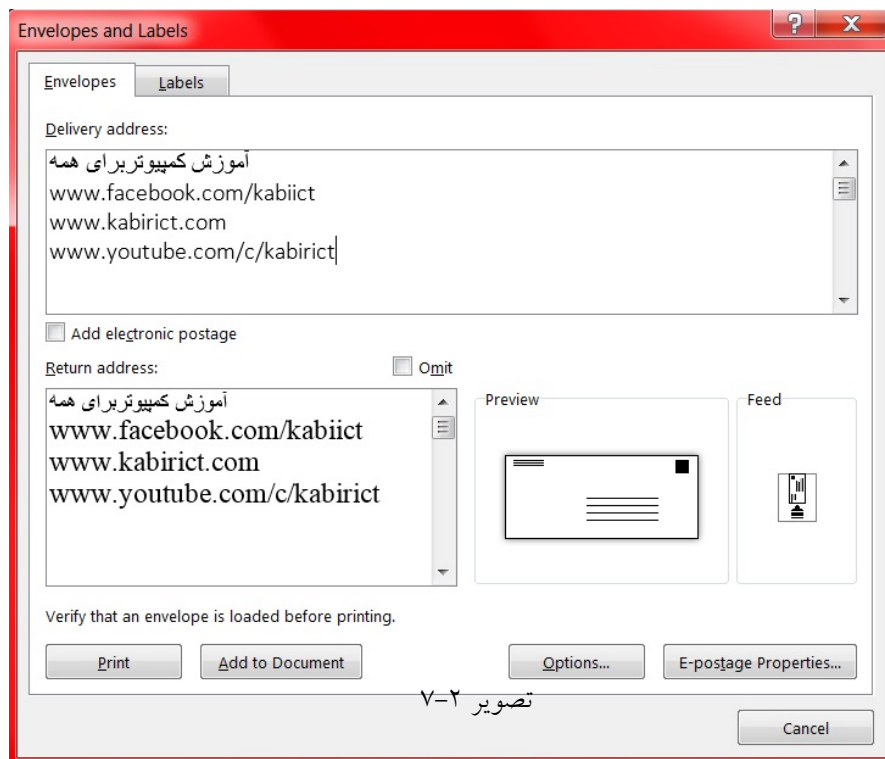 Envelopes and Labels
Envelopes
Labels
Delivery address:
آموزش کمپیوتربرای همه
www.facebook.com/kabiict
www.kabirict.com
www.youtube.com/c/kabirict
Add electronic postage
Return address:
Omit
آموزش کمپیوتربرای همه
www.facebook.com/kabiict
www.kabirict.com
www.youtube.com/c/kabirict
Preview
Feed
Verify that an envelope is loaded before printing.
Print
Add to Document
Options...
E-postage Properties...
تصویر ۲-۷
Cancel